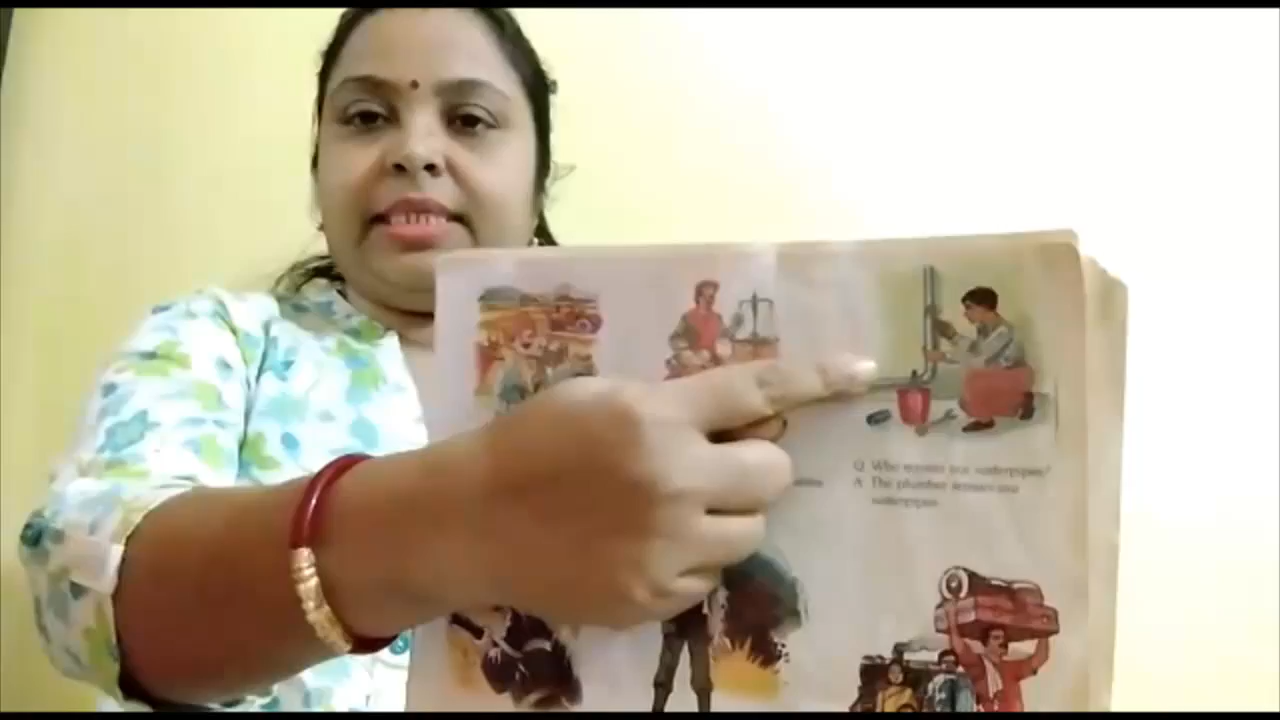 Q Who repairs our waterpipes?
A The plumber repairs our
waterpipes.